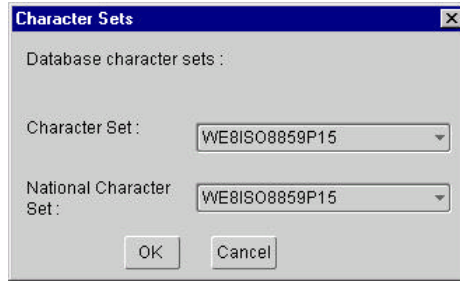 Character Sets
Database character sets :
Character Set :
WE8ISO8859P15
National Character
Set :
WE8ISO8859P15
OK Cancel